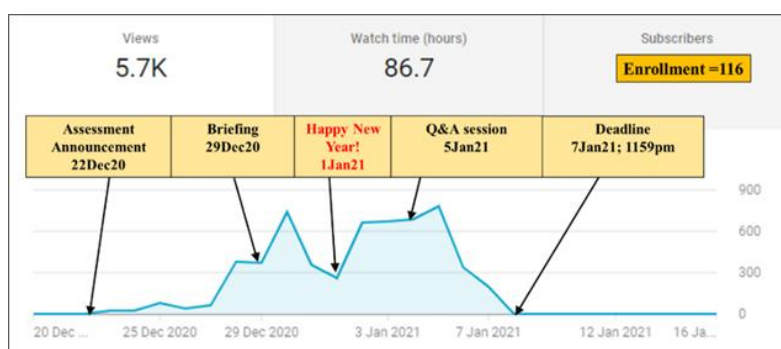 Views
5.7K
Watch time (hours)
86.7
Subscribers
Enrollment =116
Assessment
Announcement
22Dec20
Briefing
29Dec20
Happy New
Year!
1Jan21
Q&A session
5Jan21
Deadline
7Jan21; 1159pm
900
600
300
0
20 Dec ...
25 Dec 2020
29 Dec 2020
3 Jan 2021
7 Jan 2021
12 Jan 2021
16 Ja...